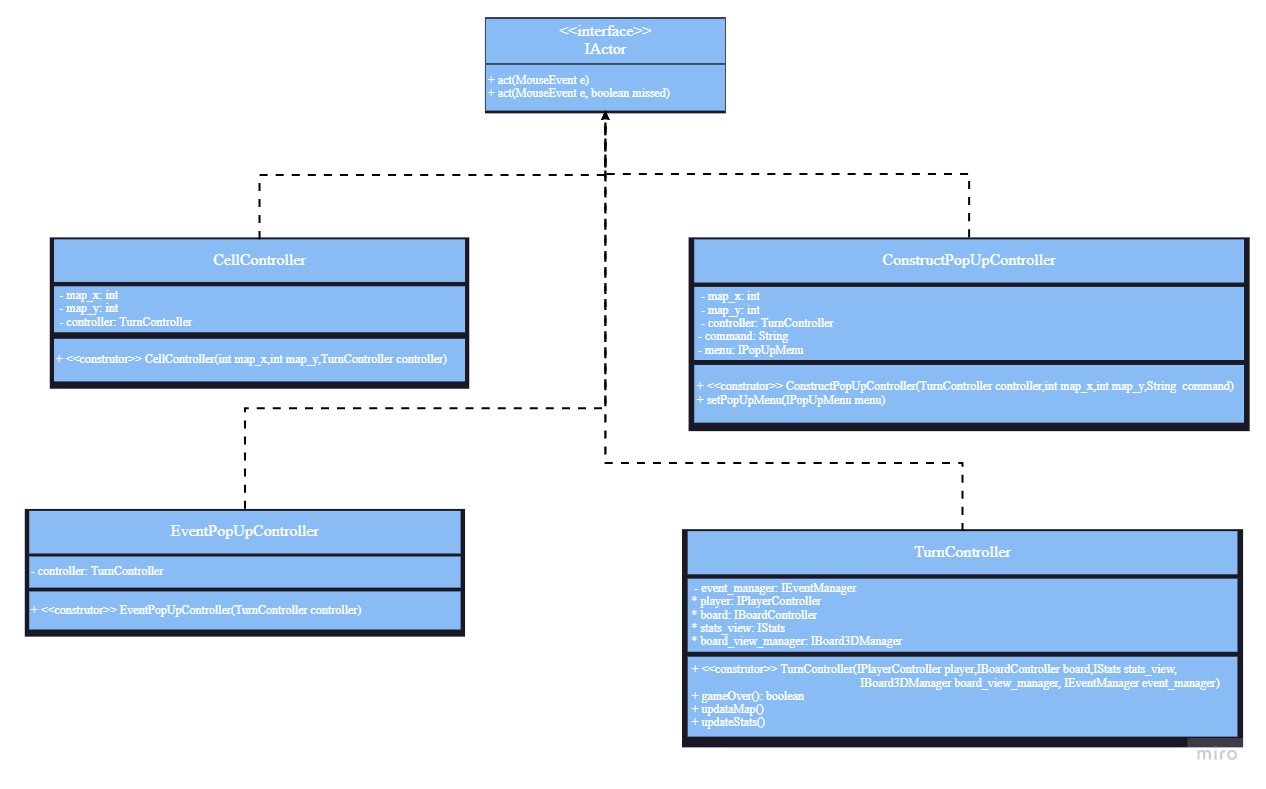 <<interface>>
IActor
+ act(MouseEvent e)
+ act(MouseEvent e, boolean missed)
CellController
- map_x: int
- map_y: int
- controller: TurnController
+ <<construtor>> CellController(int map_x,int map_y,TurnController controller)
ConstructPopUpController
- map_x: int
- map_y: int
- controller: TurnController
- command: String
- menu: IPopUpMenu
+ <<construtor>> ConstructPopUpController(TurnController controller,int map_x,int map_y,String command)
+ setPopUpMenu(IPopUpMenu menu)
EventPopUpController
- controller: TurnController
+ <<construtor>> EventPopUpController(TurnController controller)
TurnController
- event_manager: IEventManager
* player: IPlayerController
* board: IBoardController
* stats_view: IStats
* board_view_manager: IBoard3DManager
+ <<construtor>> TurnController(IPlayerController player,IBoardController board,IStats stats_view,
IBoard3DManager board_view_manager, IEventManager event_manager)
+ gameOver(): boolean
+ updataMap()
+ updateStats()
miro